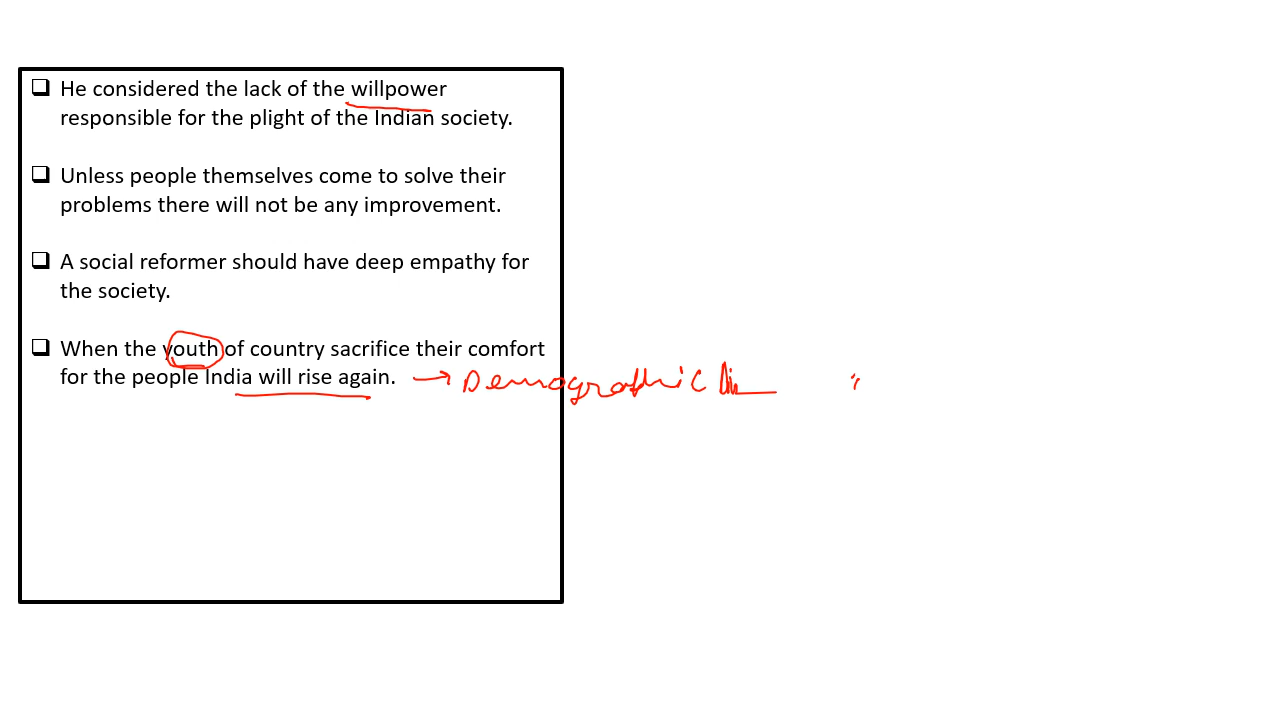 He considered the lack of the willpower
responsible for the plight of the Indian society.
Unless people themselves come to solve their
problems there will not be any improvement.
A social reformer should have deep empathy for
the society.
When the youth of country sacrifice their comfort
for the people India will rise again. → Demographic